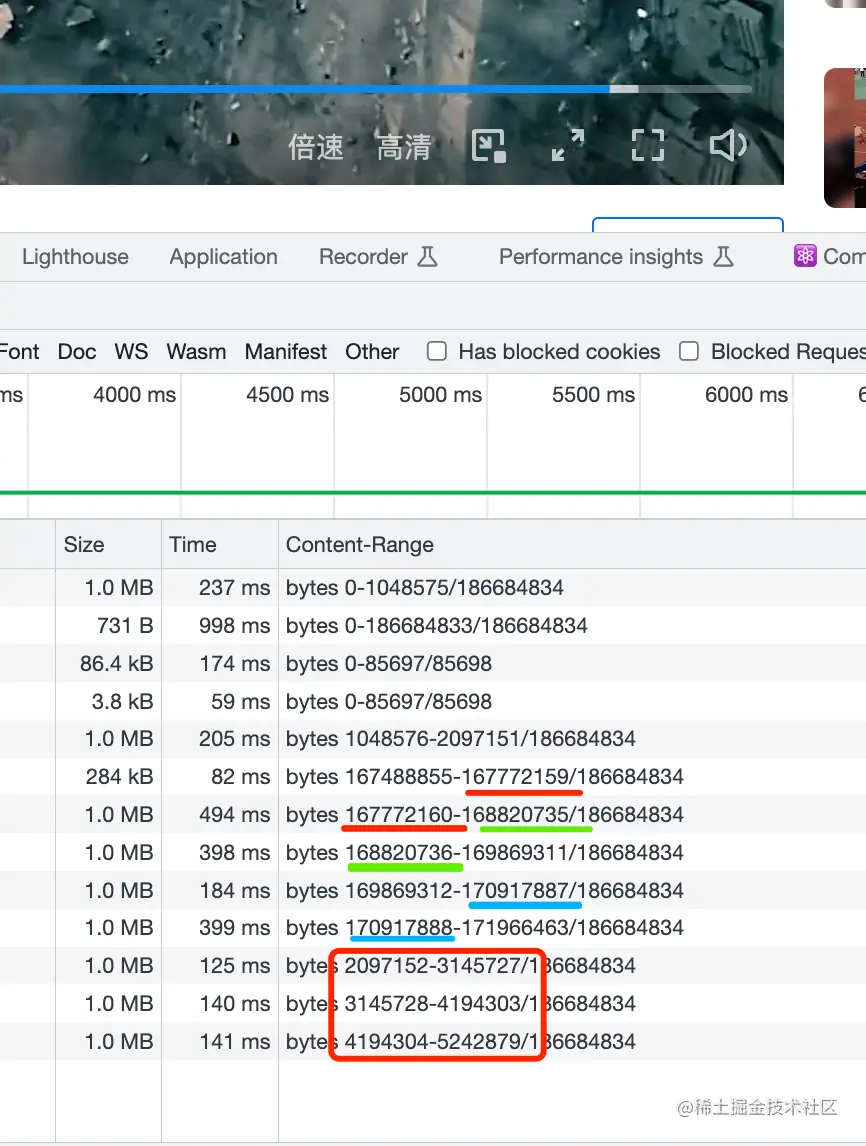 倍速 高清
Lighthouse Application Recorder Performance insights
Font Doc WS Wasm Manifest Other Has blocked cookies Blocked
ms 4000 ms 4500 ms 5000 ms 5500 ms 6000 ms
Size Time Content-Range
1.0 MB 237 ms bytes 0-1048575/186684834
731 B 998 ms bytes 0-186684833/186684834
86.4 kB 174 ms bytes 0-85697/85698
3.8 kB 59 ms bytes 0-85697/85698
1.0 MB 205 ms bytes 1048576-2097151/186684834
284 kB 82 ms bytes 167488855-167772159/186684834
1.0 MB 494 ms bytes 167772160-168820735/186684834
1.0 MB 398 ms bytes 168820736-169869311/186684834
1.0 MB 184 ms bytes 169869312-170917887/186684834
1.0 MB 399 ms bytes 170917888-171966463/186684834
1.0 MB 125 ms bytes 2097152-3145727/186684834
1.0 MB 140 ms bytes 3145728-4194303/186684834
1.0 MB 141 ms bytes 4194304-5242879/186684834
@稀土掘金技术社区